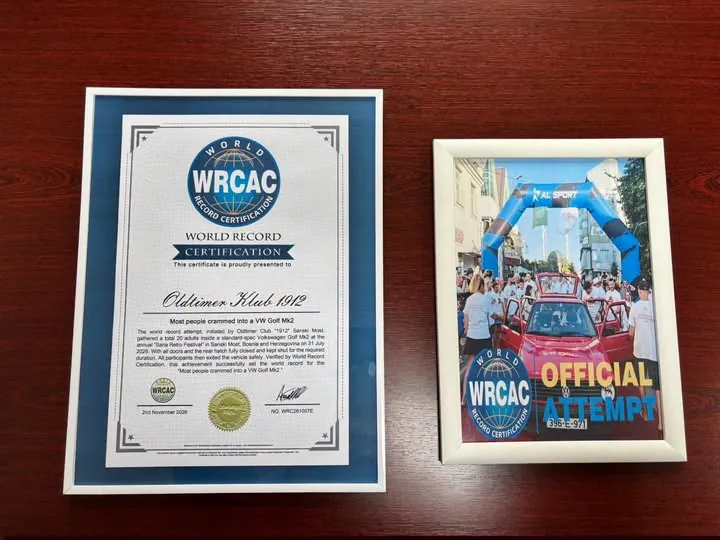 WORLD
WRCAC
RECORD CERTIFICATION
WORLD RECORD
CERTIFICATION
This certificate is proudly presented to
Oldtimer Klub 1912
Most people crammed into a VW Golf Mk2
The world record attempt, initiated by Oldtimer Club "1912" Sanski Most,
gathered a total 20 adults inside a standard-spec Volkswagen Golf Mk2 at the
annual "Sana Retro Festival" in Sanski Most, Bosnia and Herzegovina on 31 July
2026. With all doors and the rear hatch fully closed and kept shut for the required
duration. All participants then exited the vehicle safely. Verified by World Record
Certification, this achievement successfully set the world record for the
"Most people crammed into a VW Golf Mk2."
WRCAC
2nd November 2026
NO. WRC261007E
AL SPORT
WORLD
WRCAC
RECORD CERTIFICATION
OFFICIAL
ATTEMPT
396-E-971